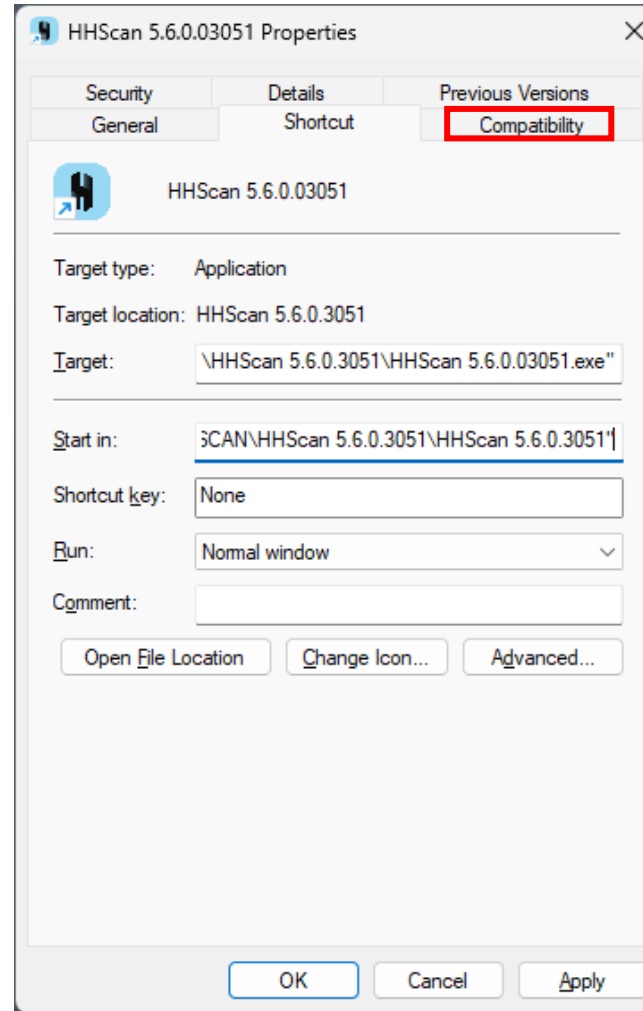 HHScan 5.6.0.03051 Properties
Security Details Previous Versions
General Shortcut Compatibility
HHScan 5.6.0.03051
Target type: Application
Target location: HHScan 5.6.0.3051
Target: \HHScan 5.6.0.3051\HHScan 5.6.0.03051.exe"
Start in: SCAN\HHScan 5.6.0.3051\HHScan 5.6.0.3051"
Shortcut key: None
Run: Normal window
Comment:
Open File Location Change Icon... Advanced...
OK Cancel Apply